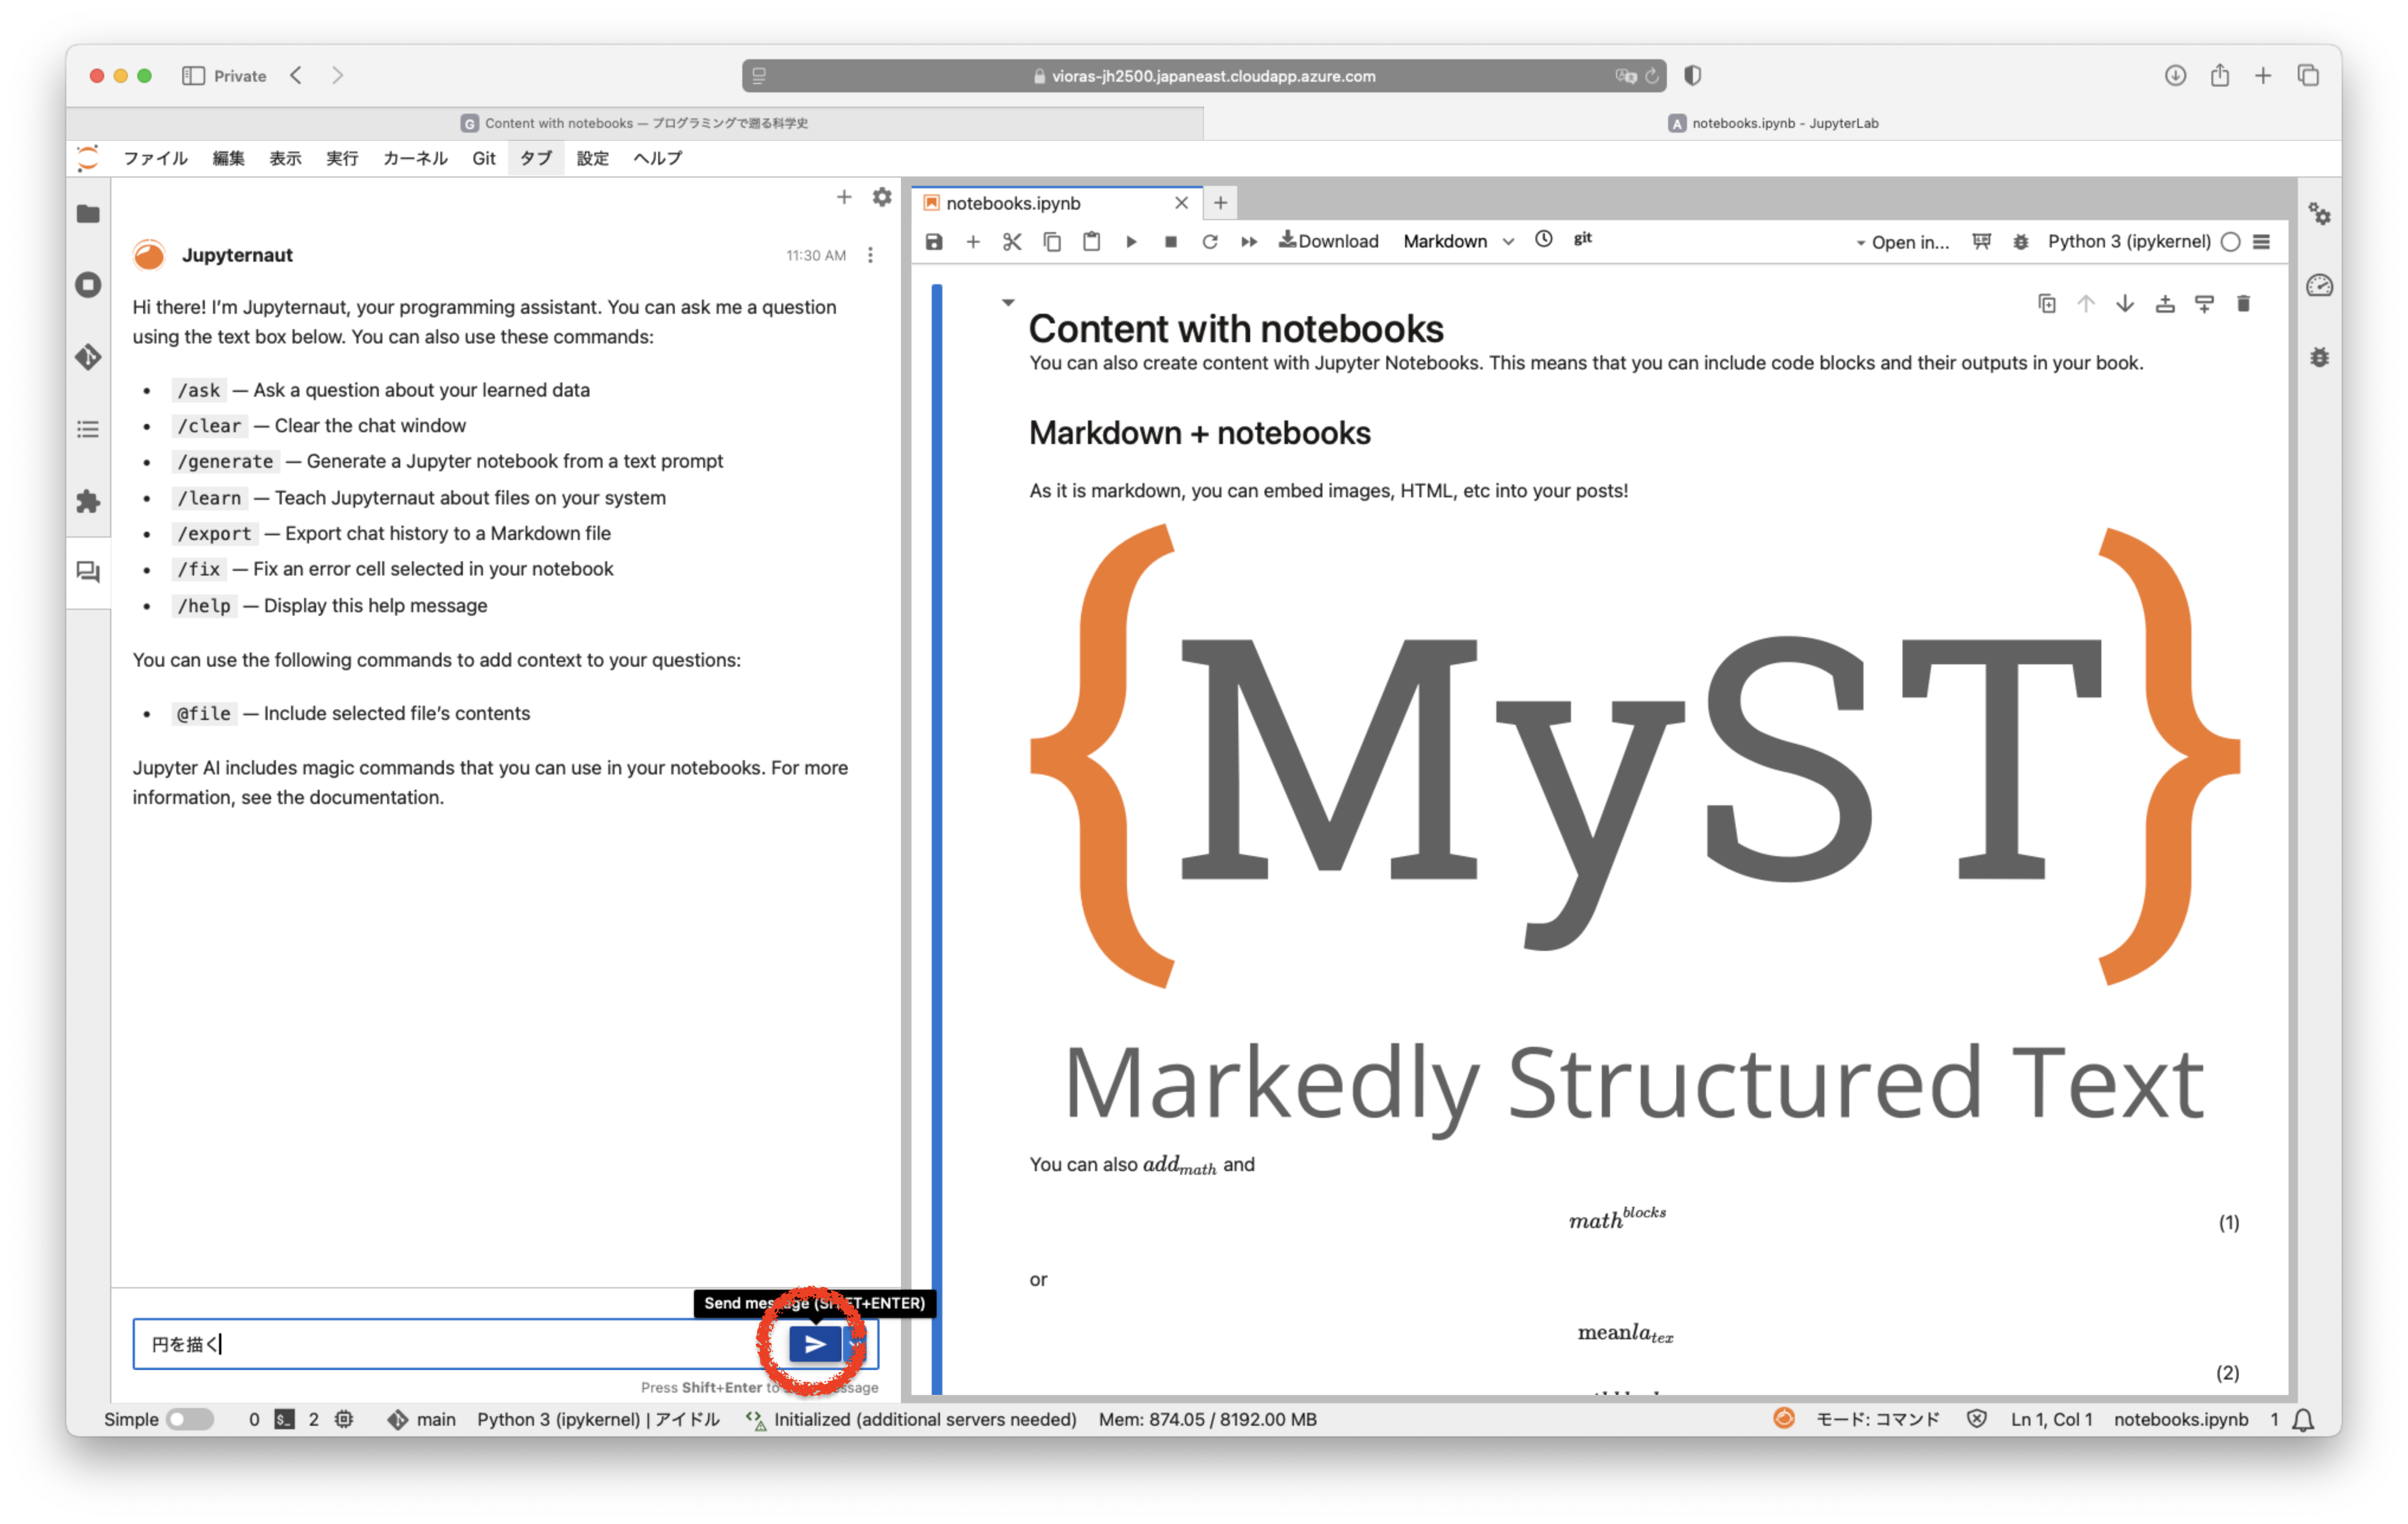 Private
vioras-jh2500.japaneast.cloudapp.azure.com
Content with notebooks — プログラミングで遡る科学史
notebooks.ipynb - JupyterLab
ファイル 編集 表示 実行 カーネル Git タブ 設定 ヘルプ
Jupyternaut
11:30 AM
Hi there! I'm Jupyternaut, your programming assistant. You can ask me a question
using the text box below. You can also use these commands:
• /ask — Ask a question about your learned data
• /clear — Clear the chat window
• /generate — Generate a Jupyter notebook from a text prompt
• /learn — Teach Jupyternaut about files on your system
• /export — Export chat history to a Markdown file
• /fix — Fix an error cell selected in your notebook
• /help — Display this help message
You can use the following commands to add context to your questions:
• @file — Include selected file's contents
Jupyter AI includes magic commands that you can use in your notebooks. For more
information, see the documentation.
Send message (SHIFT+ENTER)
円を描く
Press Shift+Enter to message
notebooks.ipynb
Download Markdown git Open in... Python 3 (ipykernel)
Content with notebooks
You can also create content with Jupyter Notebooks. This means that you can include code blocks and their outputs in your book.
Markdown + notebooks
As it is markdown, you can embed images, HTML, etc into your posts!
{MyST}
Markedly Structured Text
You can also add_math and
math^blocks (1)
or
meanla_tex
(2)
Simple 0 2 main Python 3 (ipykernel) | アイドル Initialized (additional servers needed) Mem: 874.05 / 8192.00 MB モード: コマンド Ln 1, Col 1 notebooks.ipynb 1